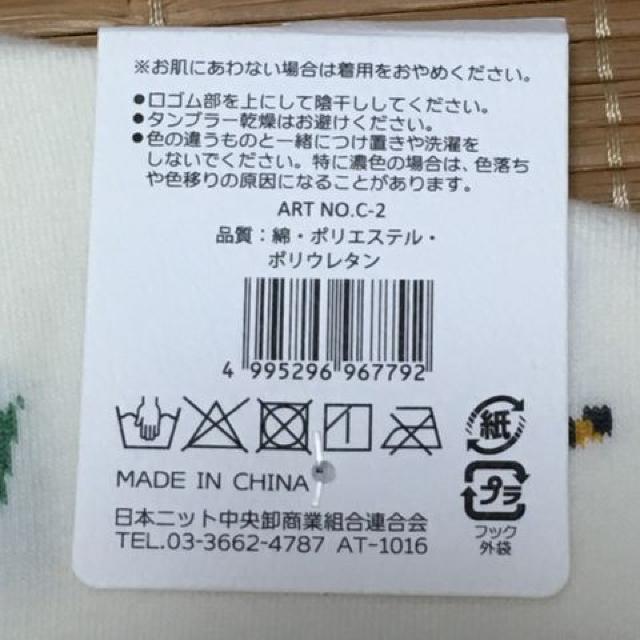 ※お肌にあわない場合は着用をおやめください。
●口ゴム部を上にして陰干ししてください。
●タンブラー乾燥はお避けください。
●色の違うものと一緒につけ置きや洗濯を
しないでください。特に濃色の場合は、色落ち
や色移りの原因になることがあります。
ART NO.C-2
品質：綿・ポリエステル・
ポリウレタン
4 995296 967792
紙
MADE IN CHINA
プラ
日本ニット中央卸商業組合連合会
フック
TEL.03-3662-4787 AT-1016
外袋